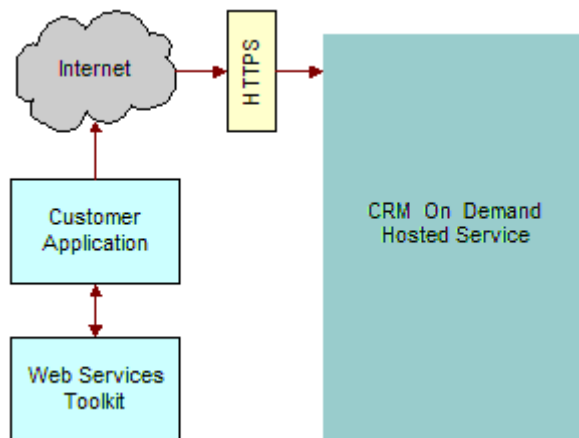 Internet
HTTPS
Customer
Application
CRM On Demand
Hosted Service
Web Services
Toolkit